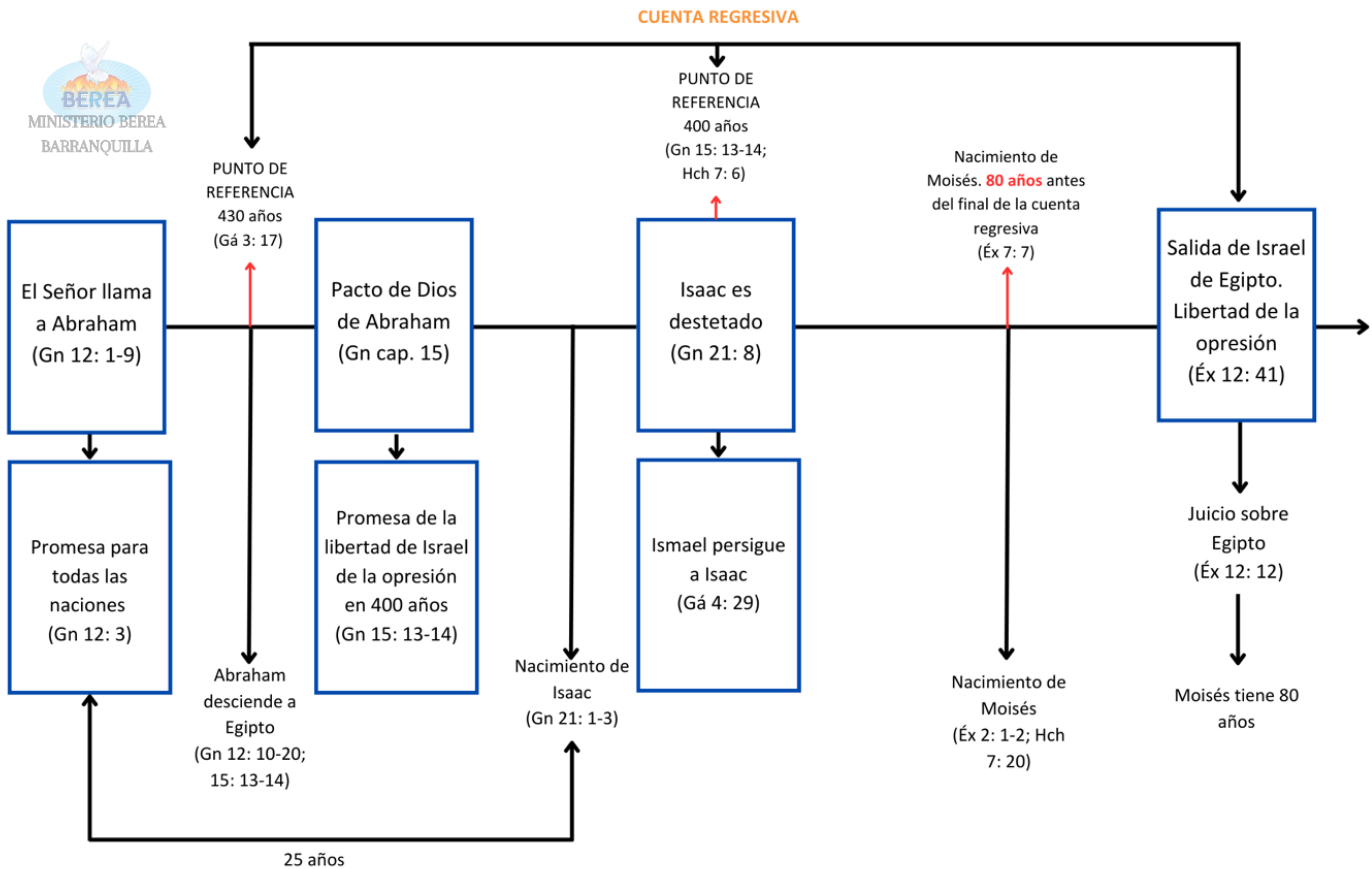 CUENTA REGRESIVA
BEREA
MINISTERIO BEREA
BARRANQUILLA
PUNTO DE
REFERENCIA
430 años
(Gá 3: 17)
PUNTO DE
REFERENCIA
400 años
(Gn 15: 13-14;
Hch 7: 6)
Nacimiento de
Moisés. 80 años antes
del final de la cuenta
regresiva
(Éx 7: 7)
El Señor llama
a Abraham
(Gn 12: 1-9)
Pacto de Dios
de Abraham
(Gn cap. 15)
Isaac es
destetado
(Gn 21: 8)
Salida de Israel
de Egipto.
Libertad de la
opresión
(Éx 12: 41)
Promesa para
todas las
naciones
(Gn 12: 3)
Abraham
desciende a
Egipto
(Gn 12: 10-20;
15: 13-14)
Promesa de la
libertad de Israel
de la opresión
en 400 años
(Gn 15: 13-14)
Nacimiento de
Isaac
(Gn 21: 1-3)
Ismael persigue
a Isaac
(Gá 4: 29)
Nacimiento de
Moisés
(Éx 2: 1-2; Hch
7: 20)
Juicio sobre
Egipto
(Éx 12: 12)
Moisés tiene 80
años
25 años